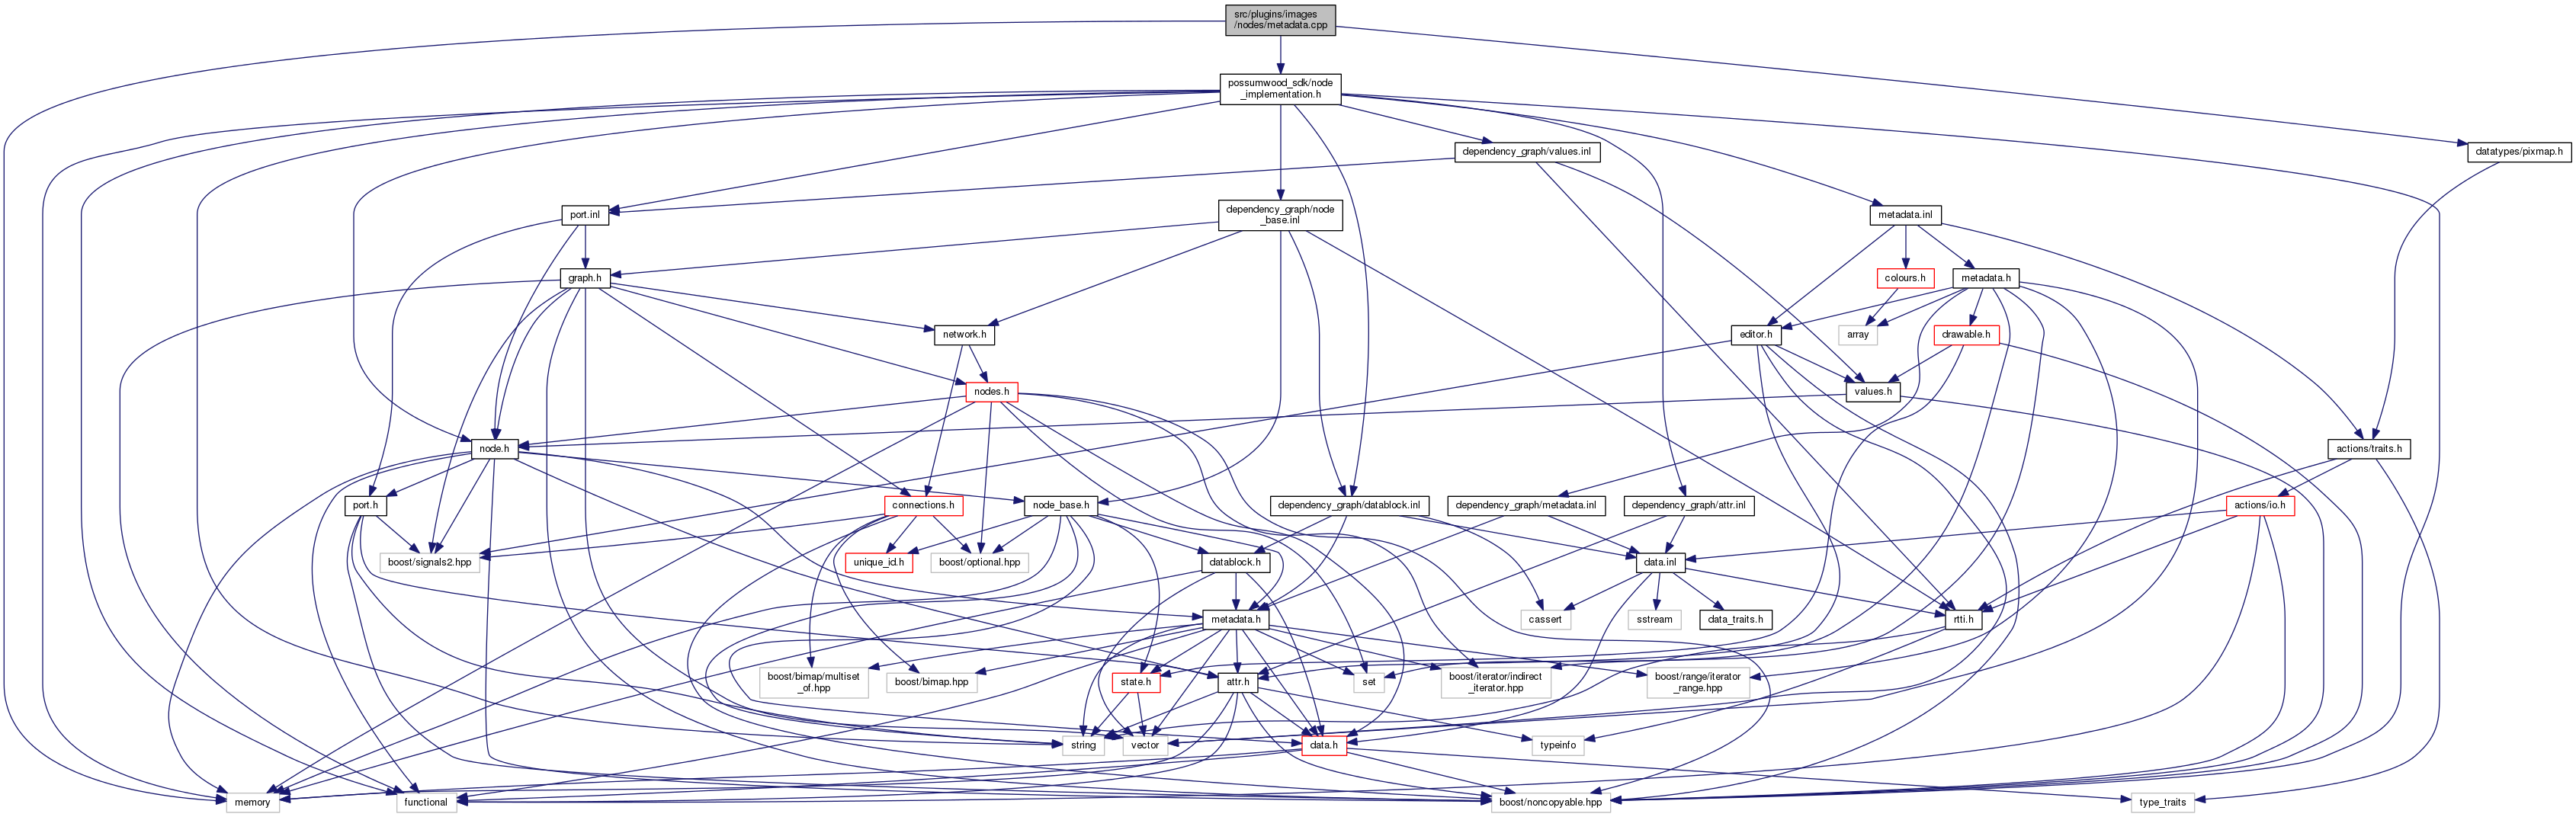 src/plugins/images
/nodes/metadata.cpp
possumwood_sdk/node
_implementation.h
dependency_graph/values.inl
datatypes/pixmap.h
port.inl
dependency_graph/node
_base.inl
metadata.inl
graph.h
colours.h
metadata.h
network.h
array
editor.h
drawable.h
nodes.h
values.h
node.h
actions/traits.h
port.h
connections.h
node_base.h
dependency_graph/datablock.inl
dependency_graph/metadata.inl
dependency_graph/attr.inl
actions/io.h
boost/signals2.hpp
unique_id.h
boost/optional.hpp
datablock.h
data.inl
cassert
sstream
data_traits.h
metadata.h
rtti.h
boost/bimap/multiset
_of.hpp
boost/bimap.hpp
state.h
attr.h
set
boost/iterator/indirect
_iterator.hpp
boost/range/iterator
_range.hpp
string
vector
data.h
typeinfo
memory
functional
boost/noncopyable.hpp
type_traits